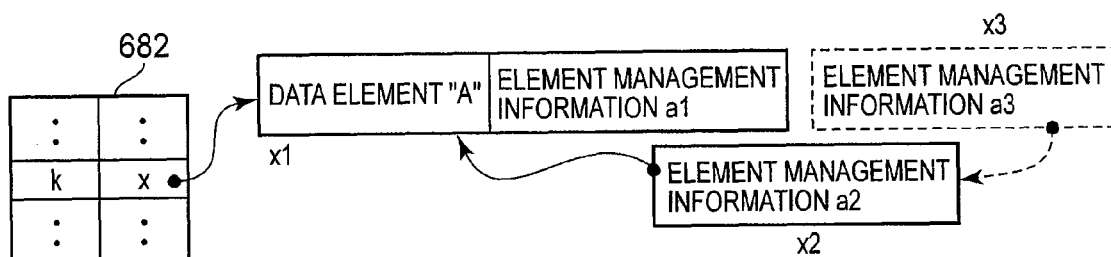 682
x3
DATA ELEMENT "A"
ELEMENT MANAGEMENT
INFORMATION a1
ELEMENT MANAGEMENT
INFORMATION a3
x1
k
x
ELEMENT MANAGEMENT
INFORMATION a2
x2